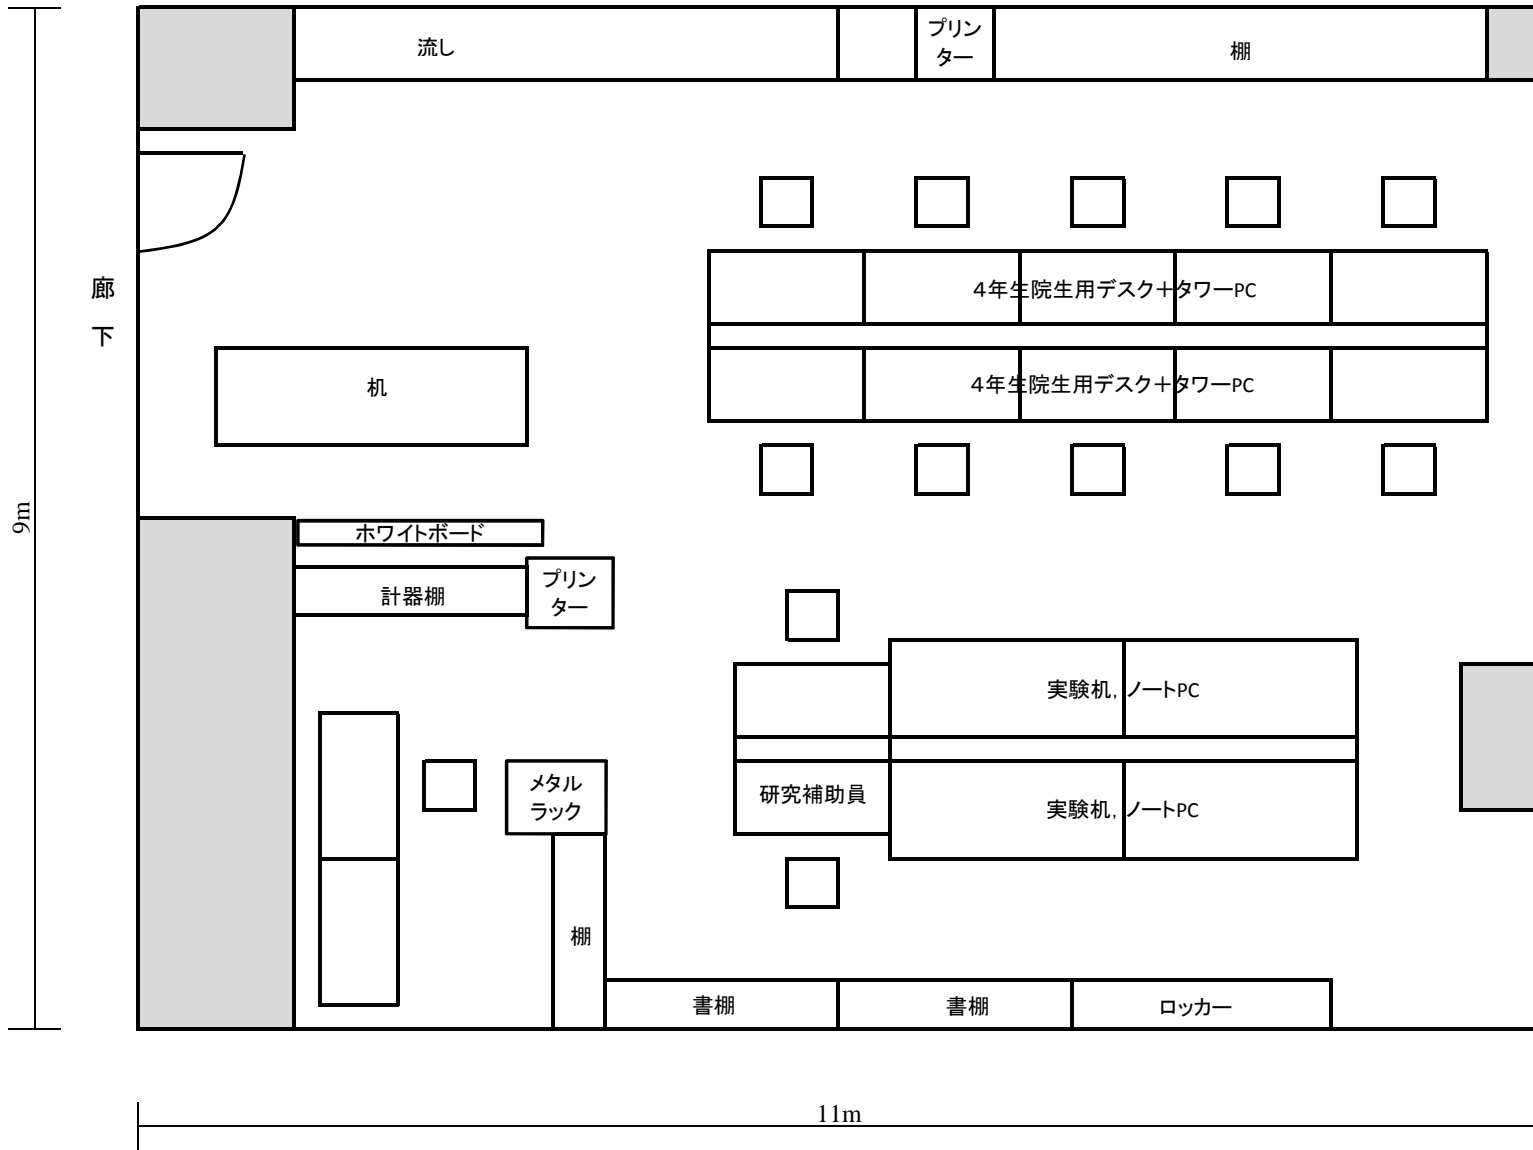 流し
プリン
ター
棚
廊
下
４年生院生用デスク＋タワーPC
４年生院生用デスク＋タワーPC
机
9m
ホワイトボード
計器棚
プリン
ター
実験机，ノートPC
メタル
ラック
研究補助員
実験机，ノートPC
棚
書棚
書棚
ロッカー
11m